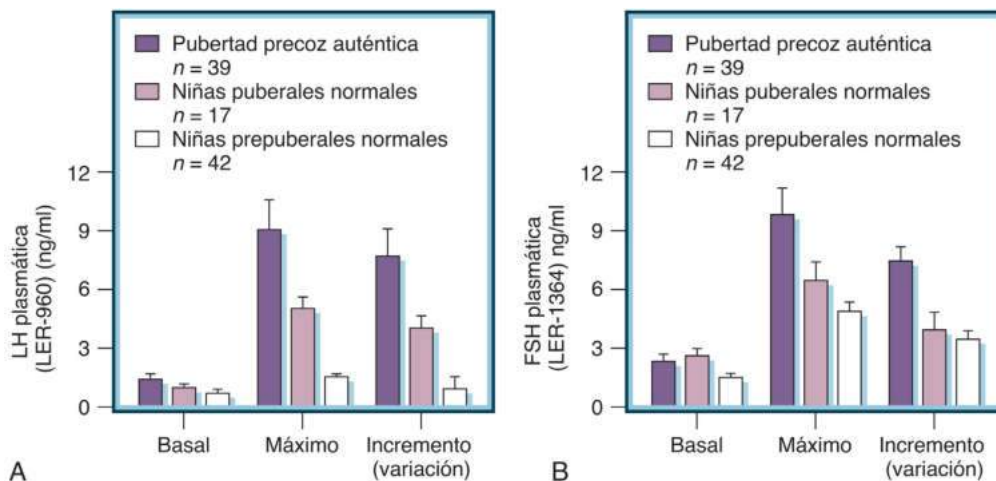 Pubertad precoz auténtica
n = 39
Niñas puberales normales
n = 17
Niñas prepuberales normales
n = 42
LH plasmática
(LER-960) (ng/ml)
12
9
6
3
0
Basal
Máximo
Incremento
(variación)
A
Pubertad precoz auténtica
n = 39
Niñas puberales normales
n = 17
Niñas prepuberales normales
n = 42
FSH plasmática
(LER-1364) ng/ml
12
9
6
3
0
Basal
Máximo
Incremento
(variación)
B